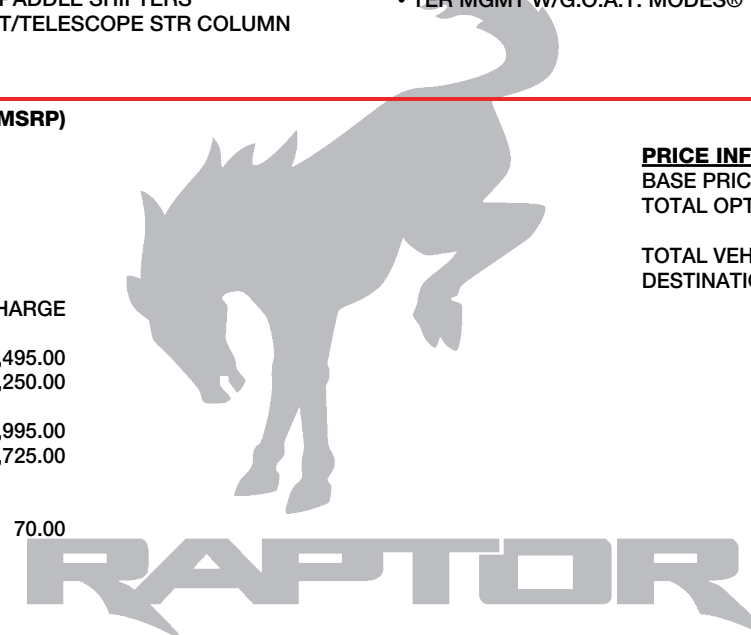 PADDLE SHIFTERS
T/TELESCOPE STR COLUMN
• TER MGMT W/G.O.A.T. MODES®
MSRP)
HARGE
,495.00
,250.00
,995.00
,725.00
70.00
PRICE INF
BASE PRIC
TOTAL OPT
TOTAL VEH
DESTINATI
RAPTOR